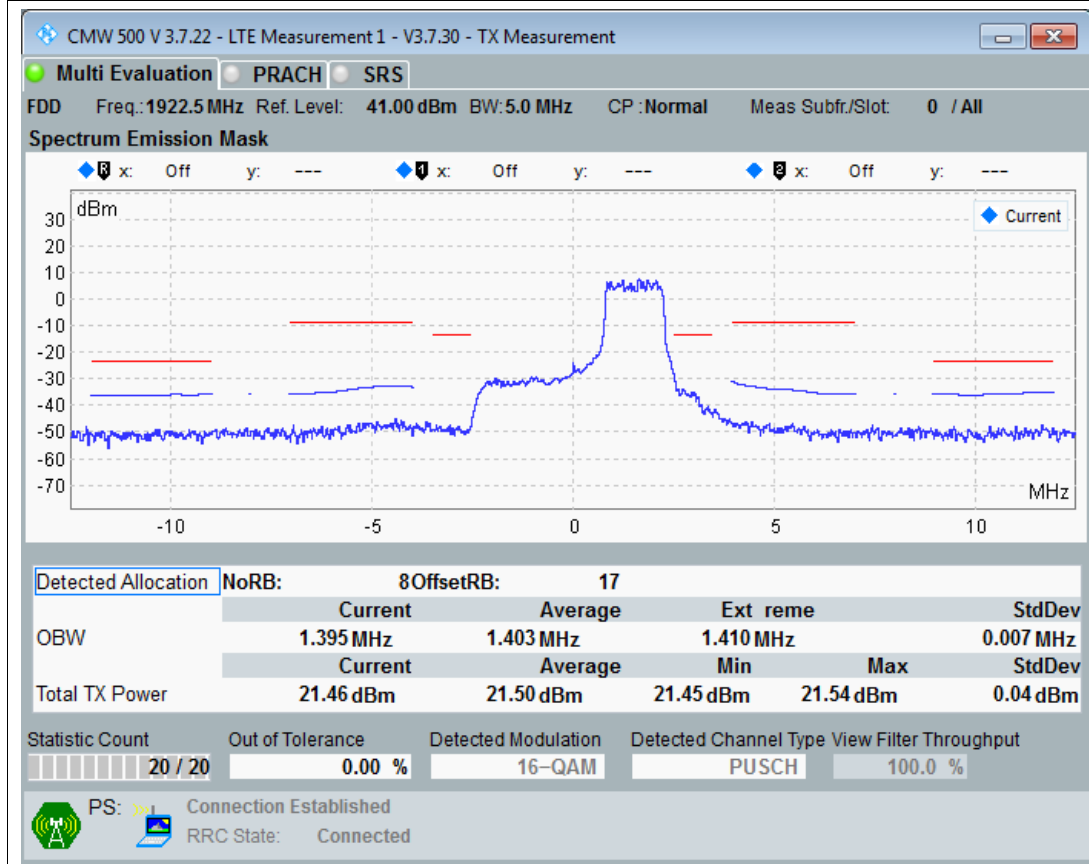 CMW 500 V 3.7.22 - LTE Measurement 1 - V3.7.30 - TX Measurement
Multi Evaluation PRACH SRS
FDD Freq.: 1922.5 MHz Ref. Level: 41.00 dBm BW: 5.0 MHz CP : Normal Meas Subfr./Slot: 0 / All
Spectrum Emission Mask
R x: Off y: --- 1 x: Off y: --- 2 x: Off y: ---
dBm
Current
30
20
10
0
-10
-20
-30
-40
-50
-60
-70
MHz
-10 -5 0 5 10
Detected Allocation NoRB: 8 OffsetRB: 17
Current Average Ext reme StdDev
OBW 1.395 MHz 1.403 MHz 1.410 MHz 0.007 MHz
Current Average Min Max StdDev
Total TX Power 21.46 dBm 21.50 dBm 21.45 dBm 21.54 dBm 0.04 dBm
Statistic Count Out of Tolerance Detected Modulation Detected Channel Type View Filter Throughput
20 / 20 0.00 % 16-QAM PUSCH 100.0 %
PS: Connection Established
RRC State: Connected